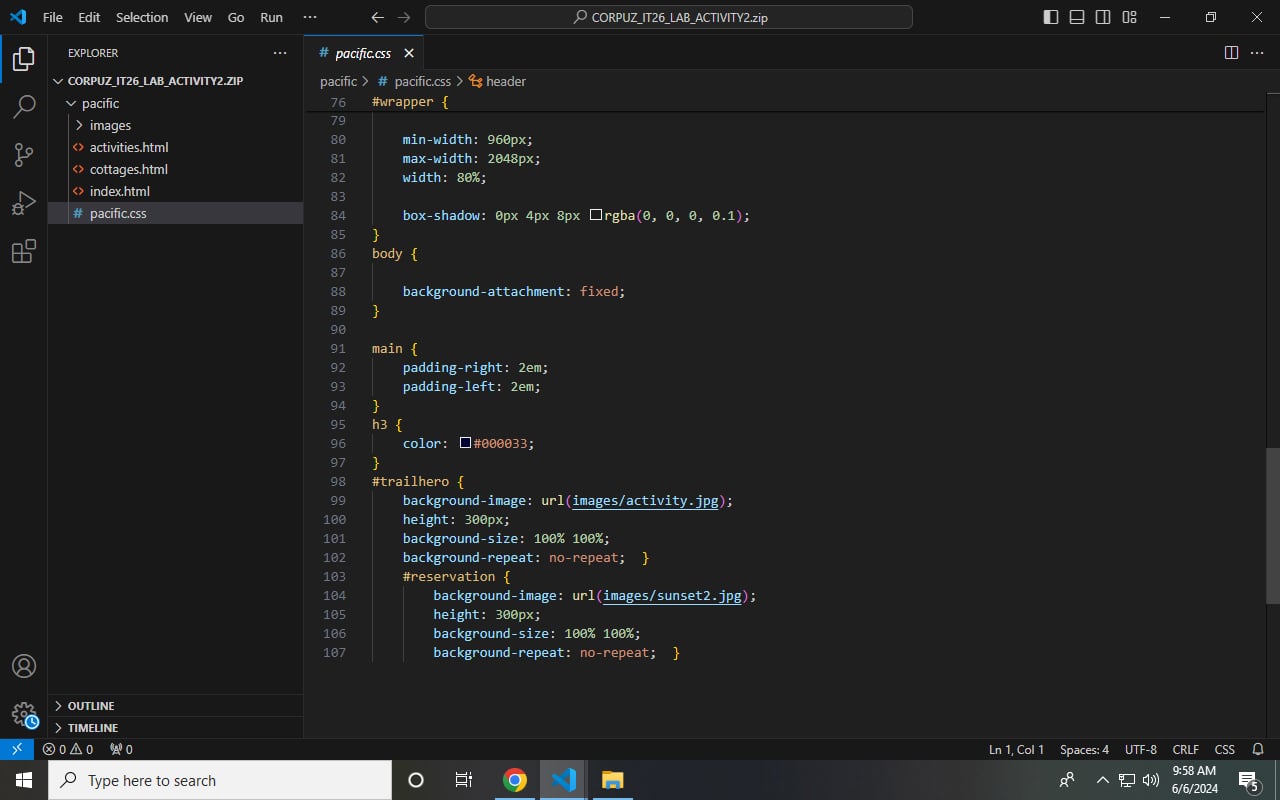 File Edit Selection View Go Run ··· CORPUZ_IT26_LAB_ACTIVITY2.zip
EXPLORER ···
CORPUZ_IT26_LAB_ACTIVITY2.ZIP
pacific
images
activities.html
cottages.html
index.html
# pacific.css
OUTLINE
TIMELINE
# pacific.css
pacific > # pacific.css > header
76 #wrapper {
79
80 min-width: 960px;
81 max-width: 2048px;
82 width: 80%;
83
84 box-shadow: 0px 4px 8px rgba(0, 0, 0, 0.1);
85 }
86 body {
87
88 background-attachment: fixed;
89 }
90
91 main {
92 padding-right: 2em;
93 padding-left: 2em;
94 }
95 h3 {
96 color: #000033;
97 }
98 #trailhero {
99 background-image: url(images/activity.jpg);
100 height: 300px;
101 background-size: 100% 100%;
102 background-repeat: no-repeat; }
103 #reservation {
104 background-image: url(images/sunset2.jpg);
105 height: 300px;
106 background-size: 100% 100%;
107 background-repeat: no-repeat; }
0 0 0 Ln 1, Col 1 Spaces: 4 UTF-8 CRLF CSS
Type here to search
9:58 AM
6/6/2024
5